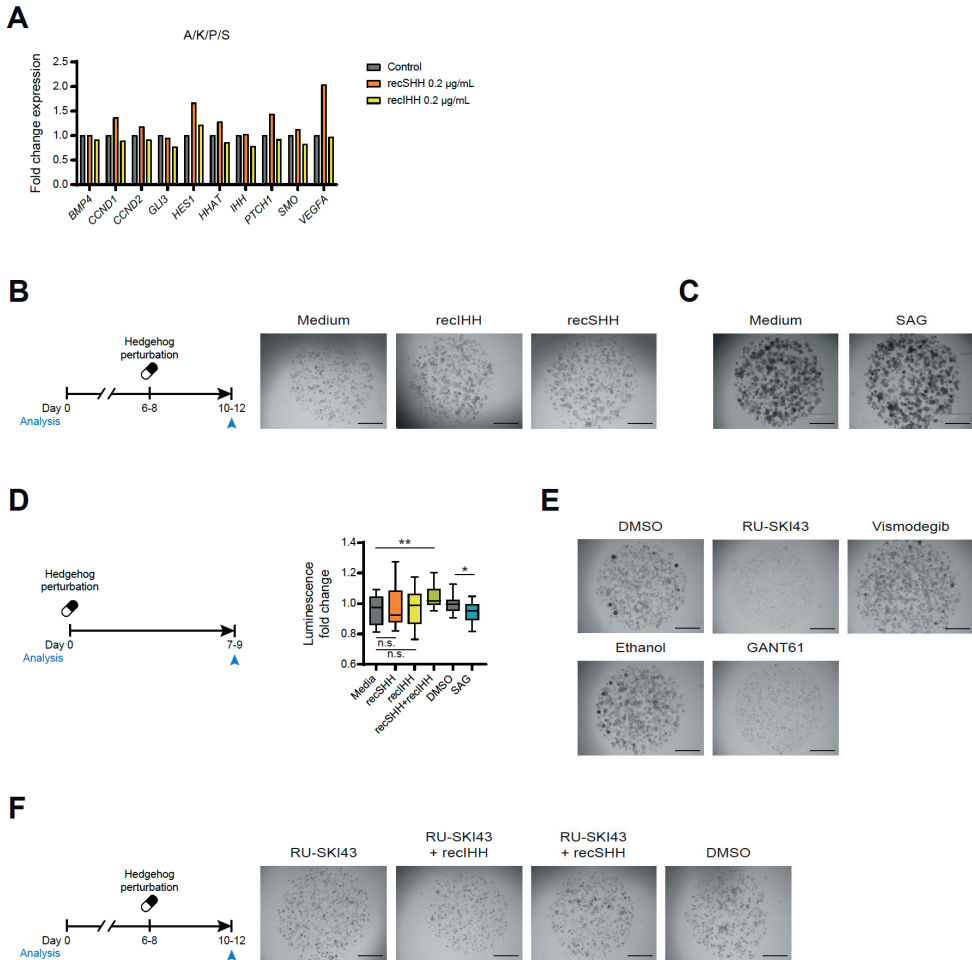 A
A/K/P/S
Fold change expression
2.5
2.0
1.5
1.0
0.5
0.0
BMP4
CCND1
CCND2
GLI3
HES1
HHAT
IHH
PTCH1
SMO
VEGFA
Control
recSHH 0.2 µg/mL
recIHH 0.2 µg/mL
B
Hedgehog
perturbation
Day 0
6-8
10-12
Analysis
Medium
recIHH
recSHH
C
Medium
SAG
D
Hedgehog
perturbation
Day 0
7-9
Analysis
Luminescence
fold change
1.4
1.2
1.0
0.8
0.6
**
*
n.s.
n.s.
Media
recSHH
recIHH
recSHH+recIHH
DMSO
SAG
E
DMSO
RU-SKI43
Vismodegib
Ethanol
GANT61
F
Hedgehog
perturbation
Day 0
6-8
10-12
Analysis
RU-SKI43
RU-SKI43
+ recIHH
RU-SKI43
+ recSHH
DMSO